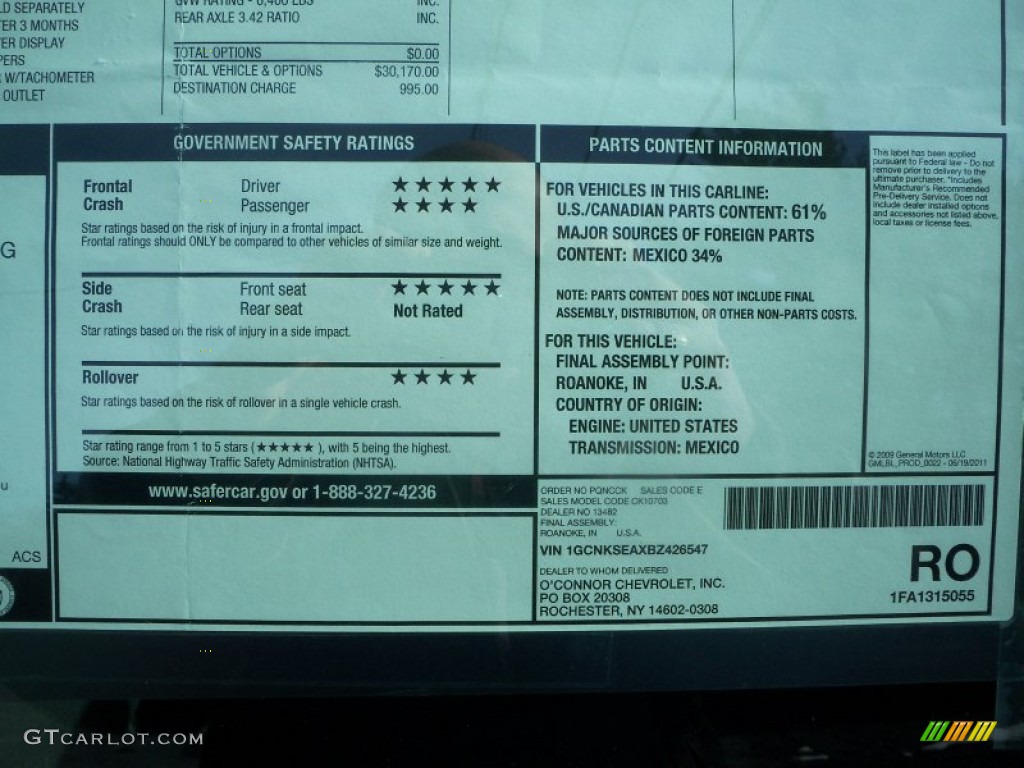 LD SEPARATELY
TER 3 MONTHS
ER DISPLAY
PERS
W/TACHOMETER
OUTLET
GVW RATING - 6,400 LBS INC.
REAR AXLE 3.42 RATIO INC.
TOTAL OPTIONS $0.00
TOTAL VEHICLE & OPTIONS $30,170.00
DESTINATION CHARGE 995.00
GOVERNMENT SAFETY RATINGS
Frontal Driver ★★★★★
Crash Passenger ★★★★
Star ratings based on the risk of injury in a frontal impact.
Frontal ratings should ONLY be compared to other vehicles of similar size and weight.
Side Front seat ★★★★★
Crash Rear seat Not Rated
Star ratings based on the risk of injury in a side impact.
Rollover ★★★★
Star ratings based on the risk of rollover in a single vehicle crash.
Star rating range from 1 to 5 stars (★★★★★), with 5 being the highest.
Source: National Highway Traffic Safety Administration (NHTSA).
www.safercar.gov or 1-888-327-4236
PARTS CONTENT INFORMATION
FOR VEHICLES IN THIS CARLINE:
U.S./CANADIAN PARTS CONTENT: 61%
MAJOR SOURCES OF FOREIGN PARTS
CONTENT: MEXICO 34%
NOTE: PARTS CONTENT DOES NOT INCLUDE FINAL
ASSEMBLY, DISTRIBUTION, OR OTHER NON-PARTS COSTS.
FOR THIS VEHICLE:
FINAL ASSEMBLY POINT:
ROANOKE, IN U.S.A.
COUNTRY OF ORIGIN:
ENGINE: UNITED STATES
TRANSMISSION: MEXICO
This label has been applied
pursuant to Federal law - Do not
remove prior to delivery to the
ultimate purchaser. *Includes
Manufacturer's Recommended
Pre-Delivery Service. Does not
include dealer installed options
and accessories not listed above,
local taxes or license fees.
© 2009 General Motors LLC
GMLBL_PROD_0022 - 05/19/2011
ORDER NO PQNCCK SALES CODE E
SALES MODEL CODE CK10703
DEALER NO 13482
FINAL ASSEMBLY:
ROANOKE, IN U.S.A.
VIN 1GCNKSEAXBZ426547
DEALER TO WHOM DELIVERED
O'CONNOR CHEVROLET, INC.
PO BOX 20308
ROCHESTER, NY 14602-0308
RO
1FA1315055
G
u
ACS
GTcarlot.com